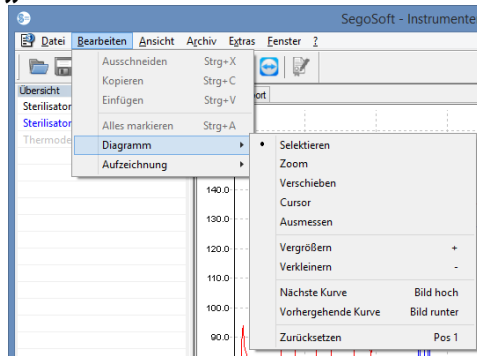 "
SegoSoft - Instrumente
Datei Bearbeiten Ansicht Archiv Extras Fenster ?
Ausschneiden Strg+X
Kopieren Strg+C
Einfügen Strg+V
Alles markieren Strg+A
Diagramm
Aufzeichnung
Übersicht
Sterilisator
Sterilisator
Thermode
ort
Selektieren
Zoom
Verschieben
Cursor
Ausmessen
Vergrößern +
Verkleinern -
Nächste Kurve Bild hoch
Vorhergehende Kurve Bild runter
Zurücksetzen Pos 1
140.0
130.0
120.0
110.0
100.0
90.0